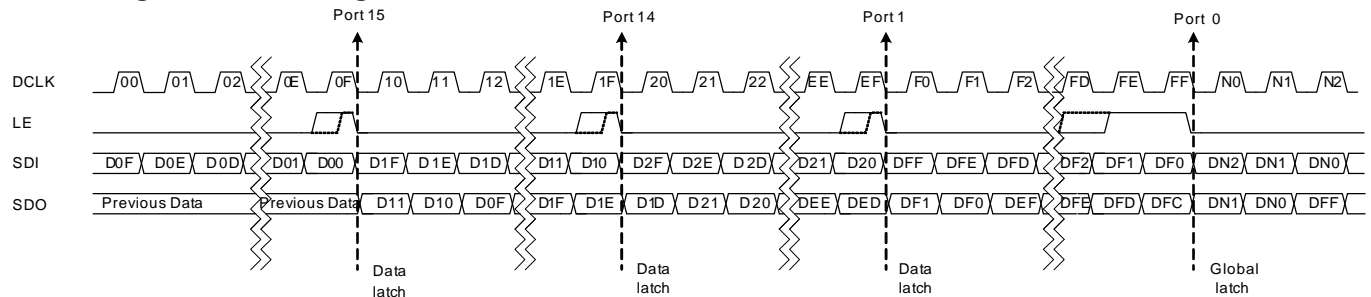 Port 15 Port 14 Port 1 Port 0
DCLK 00 01 02 0E 0F 10 11 12 1E 1F 20 21 22 EE EF F0 F1 F2 FD FE FF N0 N1 N2
LE
SDI D0F D0E D0D D01 D00 D1F D1E D1D D11 D10 D2F D2E D2D D21 D20 DFF DFE DFD DF2 DF1 DF0 DN2 DN1 DN0
SDO Previous Data Previous Data D11 D10 D0F D1F D1E D1D D21 D20 DEE DED DF1 DF0 DEF DFE DFD DFC DN1 DN0 DFF
Data Data Data Global
latch latch latch latch